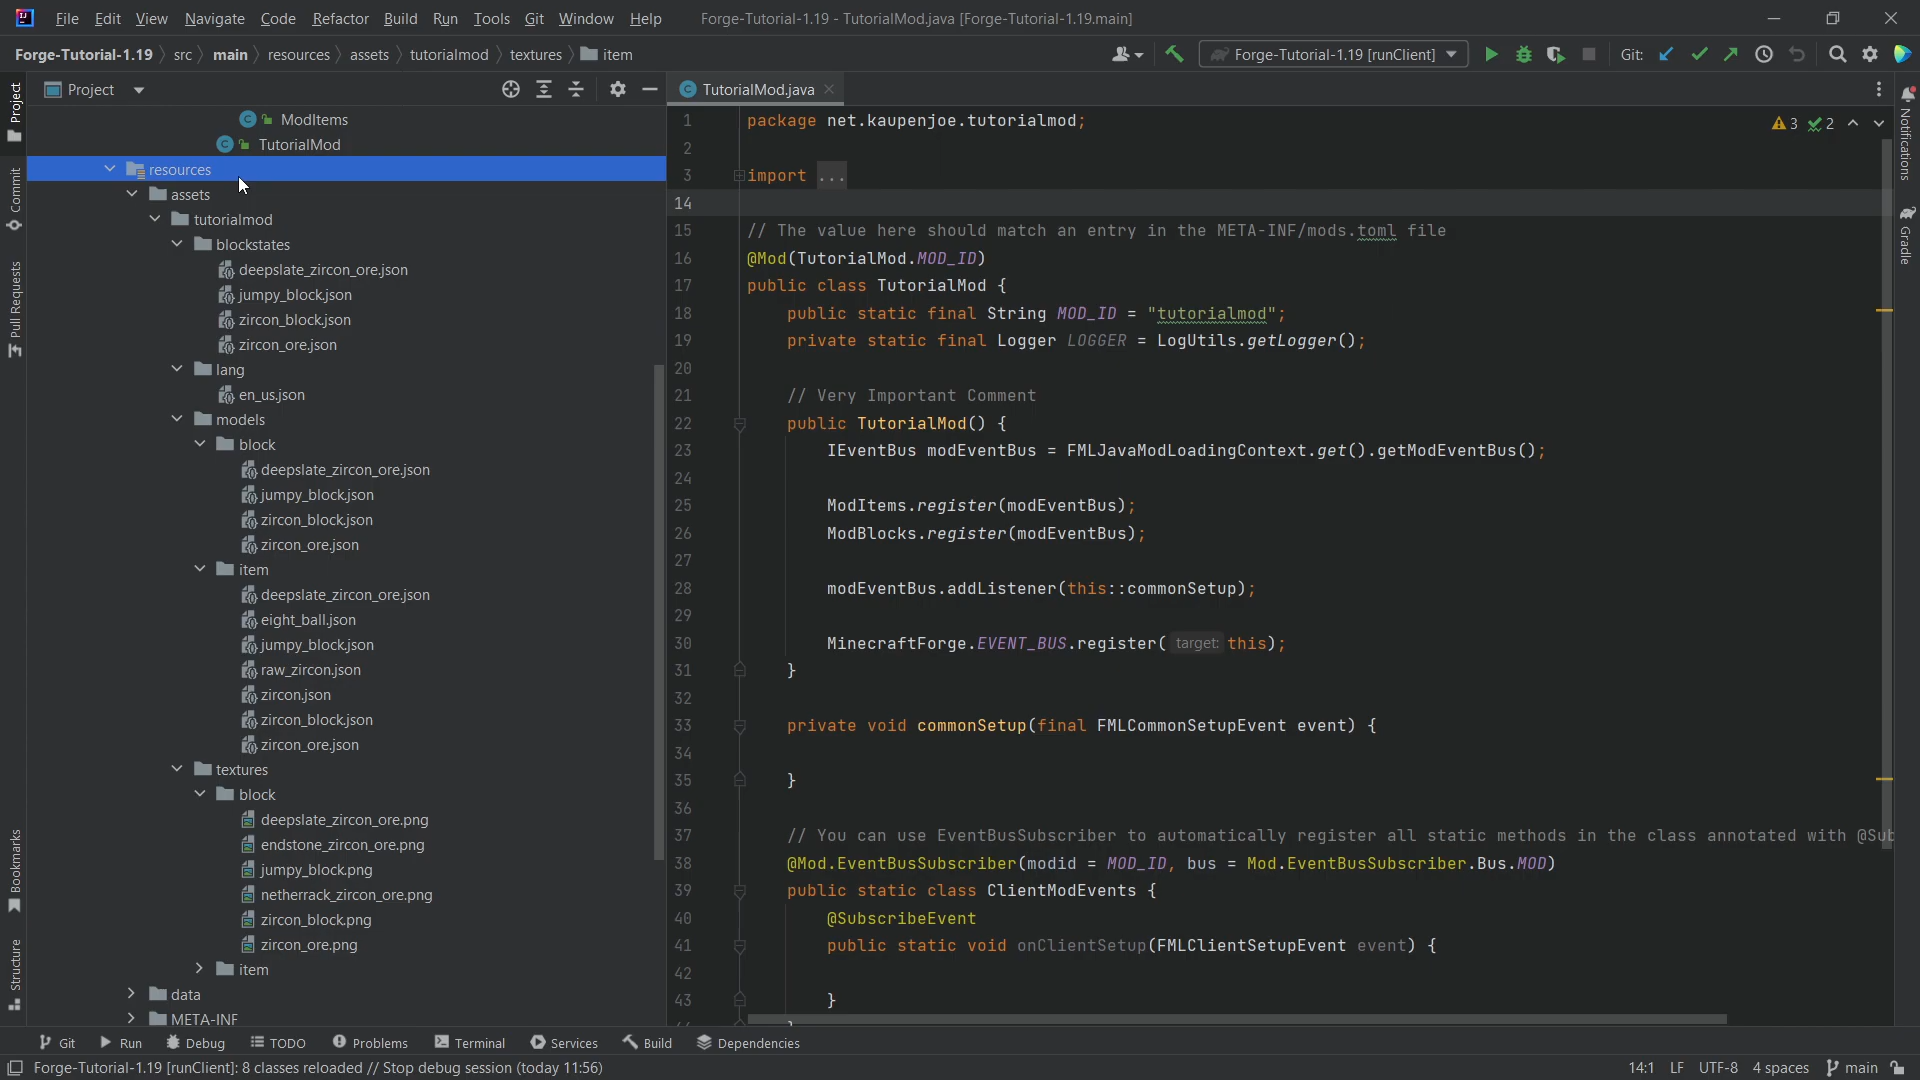 File Edit View Navigate Code Refactor Build Run Tools Git Window Help Forge-Tutorial-1.19 - TutorialMod.java [Forge-Tutorial-1.19.main]
Forge-Tutorial-1.19 src main resources assets tutorialmod textures item Forge-Tutorial-1.19 [runClient] Git:
Project
TutorialMod.java
Project
Commit
Pull Requests
Bookmarks
Structure
ModItems
TutorialMod
resources
assets
tutorialmod
blockstates
deepslate_zircon_ore.json
jumpy_block.json
zircon_block.json
zircon_ore.json
lang
en_us.json
models
block
deepslate_zircon_ore.json
jumpy_block.json
zircon_block.json
zircon_ore.json
item
deepslate_zircon_ore.json
eight_ball.json
jumpy_block.json
raw_zircon.json
zircon.json
zircon_block.json
zircon_ore.json
textures
block
deepslate_zircon_ore.png
endstone_zircon_ore.png
jumpy_block.png
netherrack_zircon_ore.png
zircon_block.png
zircon_ore.png
item
data
META-INF
1 package net.kaupenjoe.tutorialmod;
2
3 import ...
14
15 // The value here should match an entry in the META-INF/mods.toml file
16 @Mod(TutorialMod.MOD_ID)
17 public class TutorialMod {
18 public static final String MOD_ID = "tutorialmod";
19 private static final Logger LOGGER = LogUtils.getLogger();
20
21 // Very Important Comment
22 public TutorialMod() {
23 IEventBus modEventBus = FMLJavaModLoadingContext.get().getModEventBus();
24
25 ModItems.register(modEventBus);
26 ModBlocks.register(modEventBus);
27
28 modEventBus.addListener(this::commonSetup);
29
30 MinecraftForge.EVENT_BUS.register( target: this);
31 }
32
33 private void commonSetup(final FMLCommonSetupEvent event) {
34
35 }
36
37 // You can use EventBusSubscriber to automatically register all static methods in the class annotated with @Sub
38 @Mod.EventBusSubscriber(modid = MOD_ID, bus = Mod.EventBusSubscriber.Bus.MOD)
39 public static class ClientModEvents {
40 @SubscribeEvent
41 public static void onClientSetup(FMLClientSetupEvent event) {
42
43 }
3 2
Notifications
Gradle
Git Run Debug TODO Problems Terminal Services Build Dependencies
Forge-Tutorial-1.19 [runClient]: 8 classes reloaded // Stop debug session (today 11:56) 14:1 LF UTF-8 4 spaces main